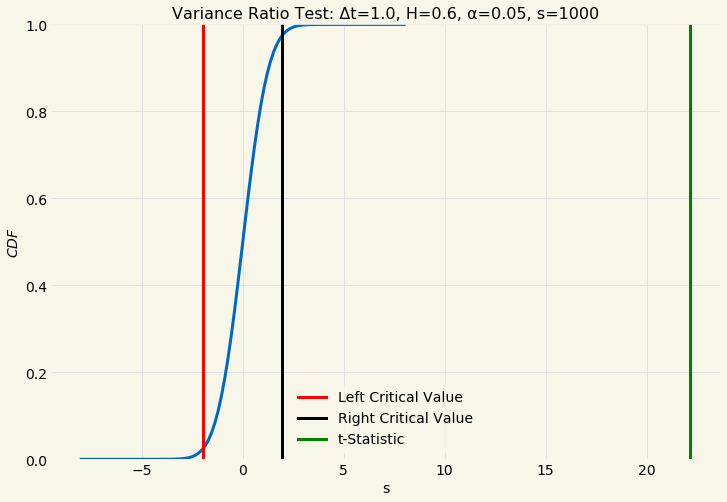 Variance Ratio Test: Δt=1.0, H=0.6, α=0.05, s=1000
1.0
0.8
0.6
0.4
0.2
0.0
CDF
Left Critical Value
Right Critical Value
t-Statistic
−5
0
5
10
15
20
s